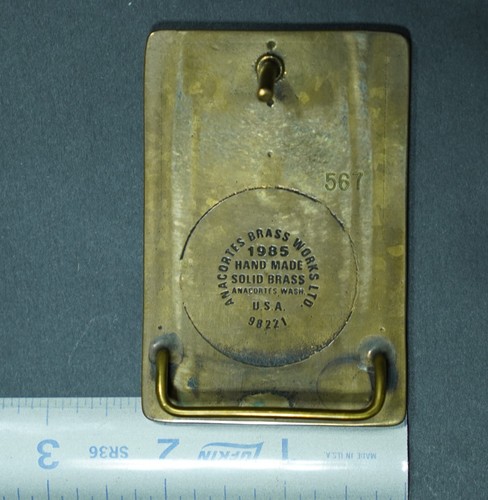 567
ANACORTES BRASS WORKS LTD.
1985
HAND MADE
SOLID BRASS
ANACORTES WASH.
U.S.A.
98221
3 SR36 2 LUFKIN 1 MADE IN U.S.A.